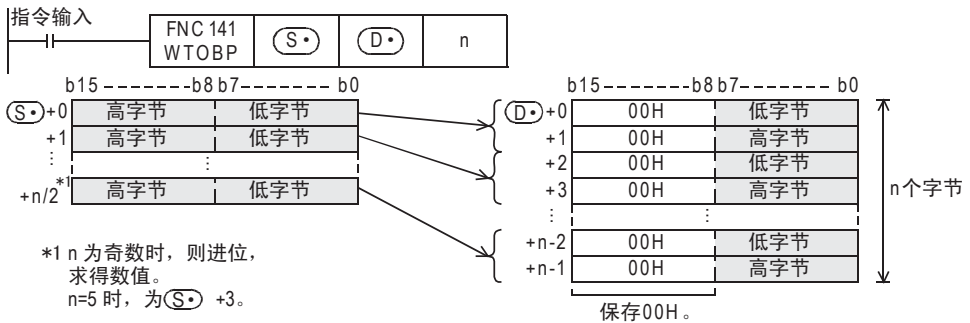 指令输入
FNC 141
WTOBP
S・
D・
n
b15 -------b8 b7-------- b0
S・ +0 高字节 低字节
+1 高字节 低字节
⋮ ⋮
+n/2*1 高字节 低字节
*1 n 为奇数时，则进位，
求得数值。
n=5 时，为 S・ +3。
b15 --------b8 b7-------- b0
D・ +0 00H 低字节
+1 00H 高字节
+2 00H 低字节
+3 00H 高字节
⋮ ⋮
+n-2 00H 低字节
+n-1 00H 高字节
n个字节
保存00H。